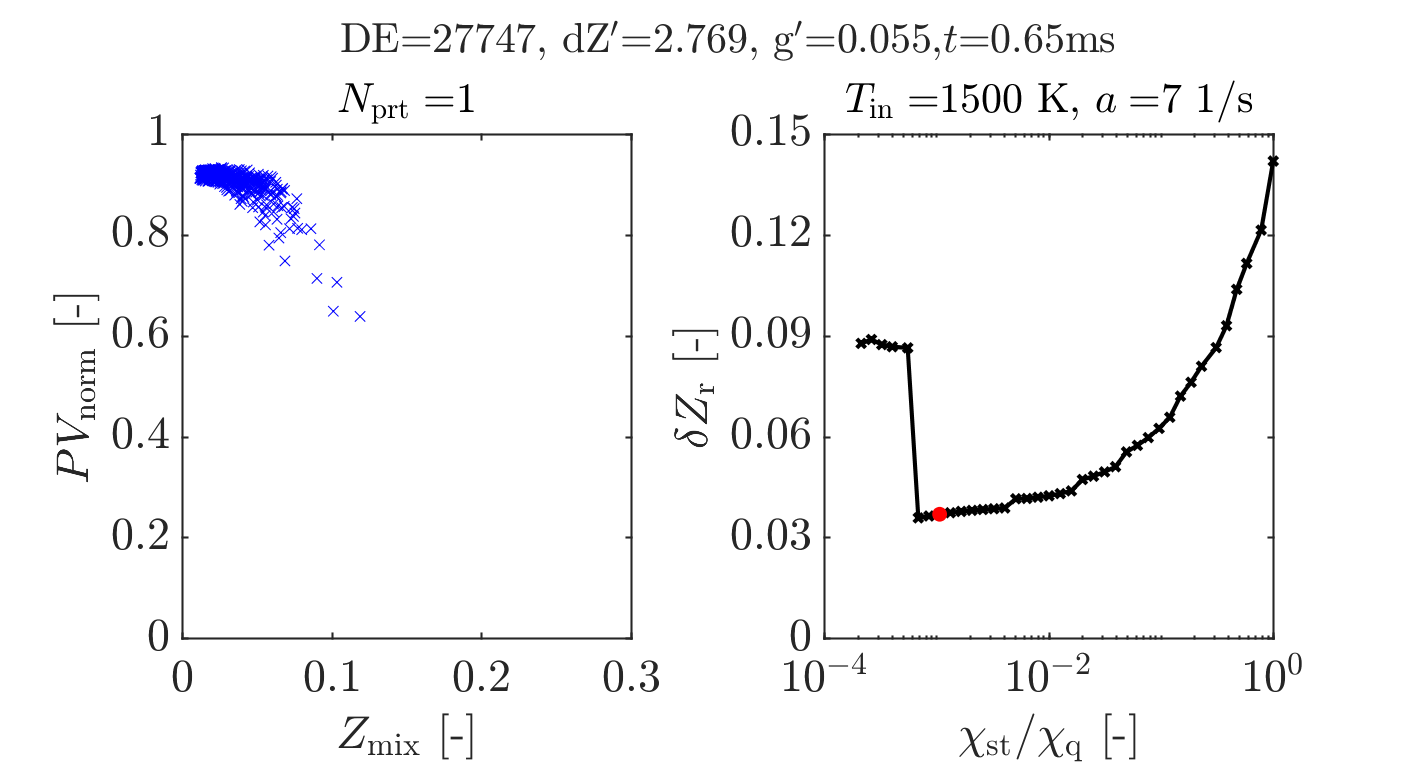 DE=27747, dZ′=2.769, g′=0.055,t=0.65ms
N_prt =1
1
0.8
0.6
0.4
0.2
0
0
0.1
0.2
0.3
PV_norm [-]
Z_mix [-]
T_in =1500 K, a =7 1/s
0.15
0.12
0.09
0.06
0.03
0
10^−4
10^−2
10^0
δZ_r [-]
χ_st/χ_q [-]